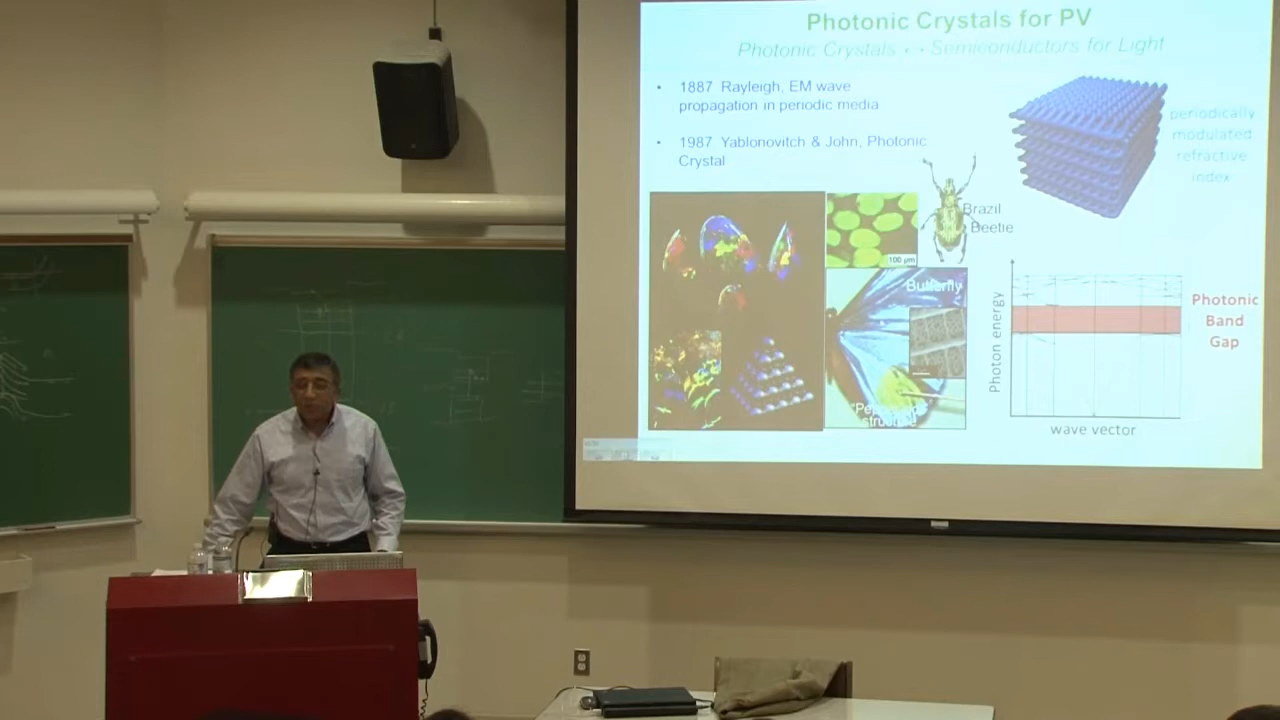 Photonic Crystals for PV
Photonic Crystals ↔ Semiconductors for Light
• 1887 Rayleigh, EM wave
propagation in periodic media
• 1987 Yablonovitch & John, Photonic
Crystal
periodically
modulated
refractive
index
Brazil
Beetle
100 µm
Butterfly
structure
Photon energy
wave vector
Photonic
Band
Gap